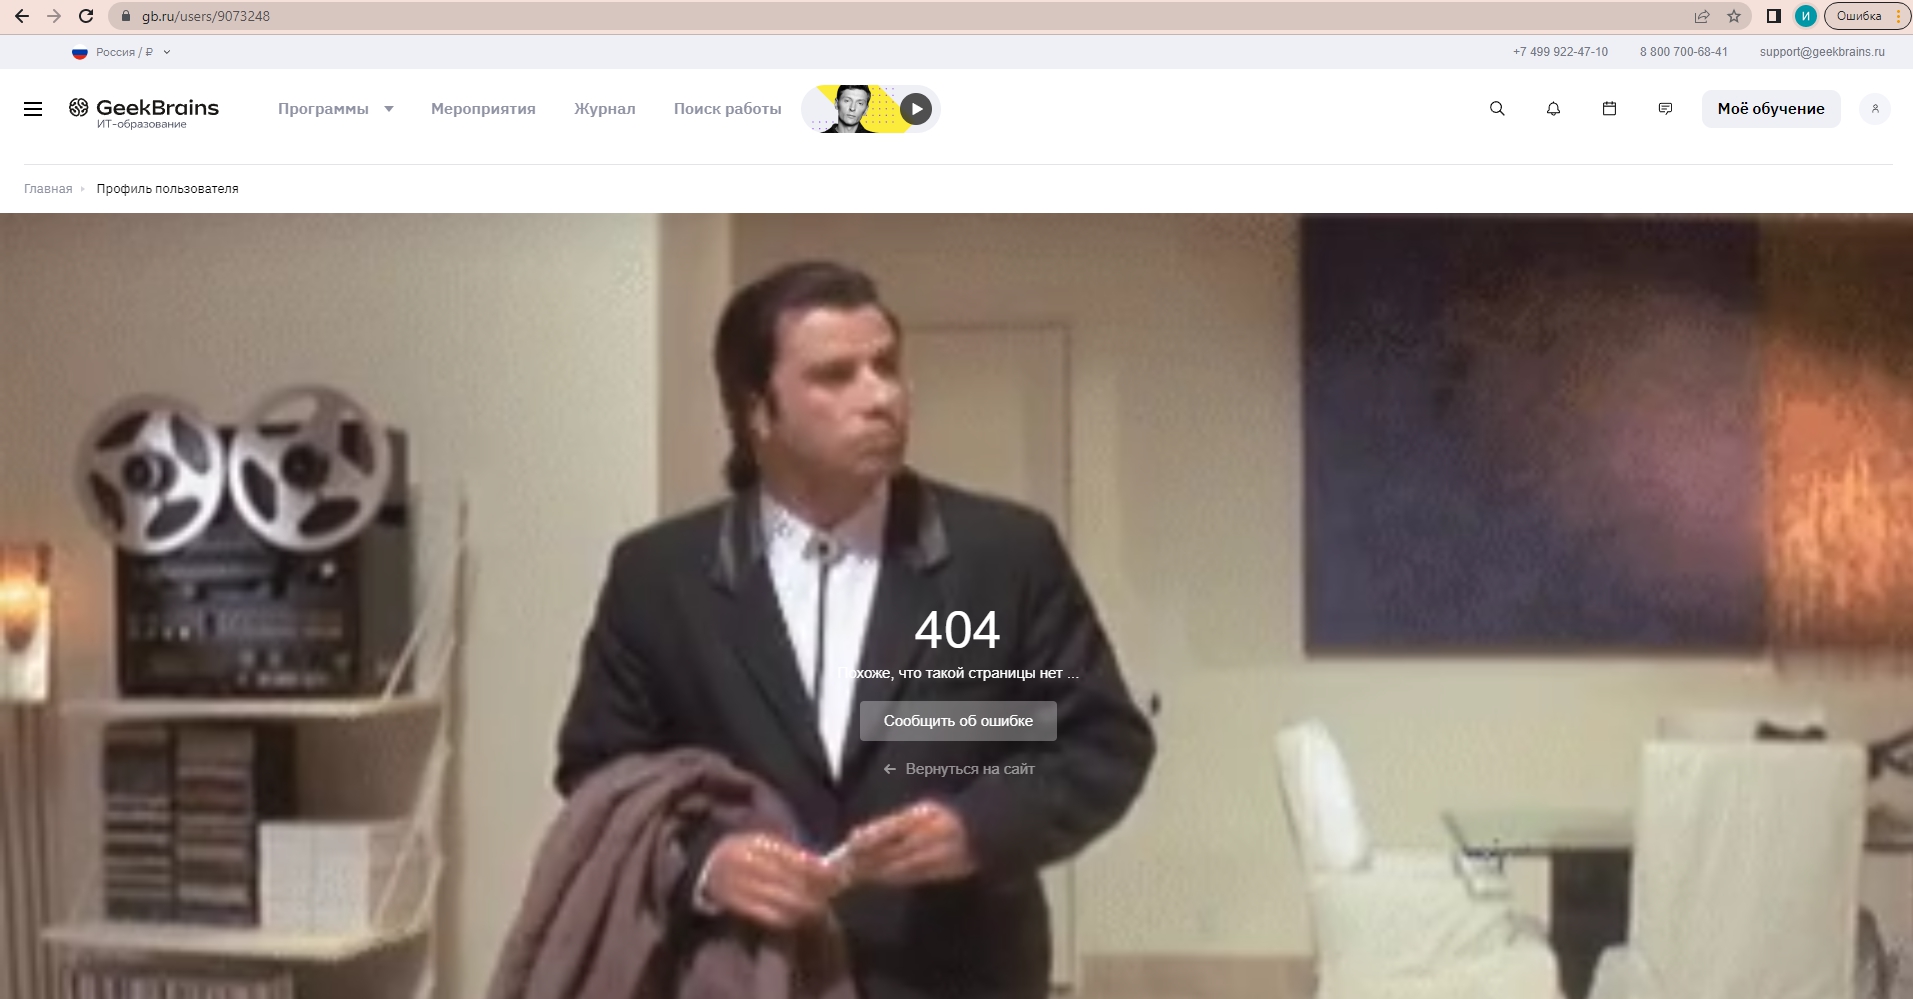 gb.ru/users/9073248
И
Ошибка
Россия / ₽
+7 499 922-47-10
8 800 700-68-41
support@geekbrains.ru
GeekBrains
ИТ-образование
Программы
Мероприятия
Журнал
Поиск работы
Моё обучение
Главная
Профиль пользователя
404
Похоже, что такой страницы нет ...
Сообщить об ошибке
Вернуться на сайт